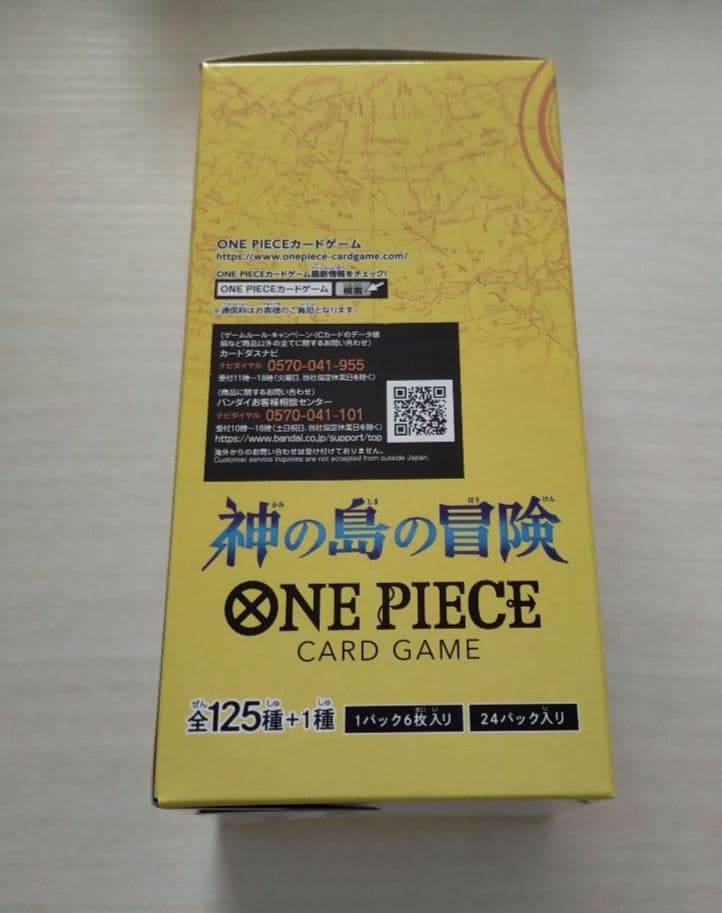 ONE PIECEカードゲーム
https://www.onepiece-cardgame.com/
ONE PIECEカードゲーム最新情報をチェック!
ONE PIECEカードゲーム 検索
※通信料はお客様のご負担となります。
(ゲームルール・キャンペーン・ICカードのデータ破
損など商品以外の全てに関するお問い合わせ)
カードダスナビ
ナビダイヤル 0570-041-955
受付11時~18時(火曜日、当社指定休業日を除く)
(商品に関するお問い合わせ)
バンダイお客様相談センター
ナビダイヤル 0570-041-101
受付10時~16時(土日祝日、当社指定休業日を除く)
https://www.bandai.co.jp/support/top
海外からのお問い合わせは受け付けておりません。
Customer service inquiries are not accepted from outside Japan.
神の島の冒険
ONE PIECE
CARD GAME
全125種+1種 1パック6枚入り 24パック入り